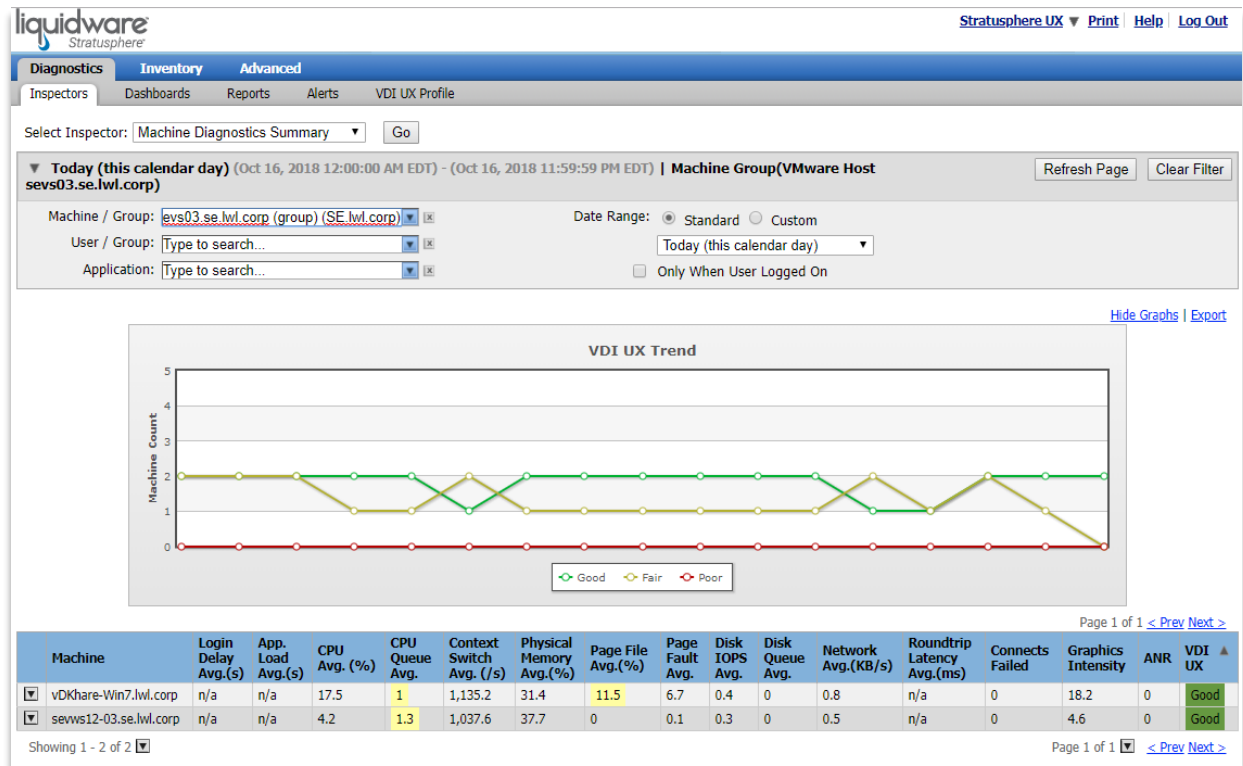 liquidware
Stratusphere
Stratusphere UX ▼ Print Help Log Out
Diagnostics Inventory Advanced
Inspectors Dashboards Reports Alerts VDI UX Profile
Select Inspector: Machine Diagnostics Summary ▼ Go
▼ Today (this calendar day) (Oct 16, 2018 12:00:00 AM EDT) - (Oct 16, 2018 11:59:59 PM EDT) | Machine Group(VMware Host
sevs03.se.lwl.corp)
Refresh Page Clear Filter
Machine / Group: evs03.se.lwl.corp (group) (SE.lwl.corp) x Date Range: Standard Custom
User / Group: Type to search... x Today (this calendar day) ▼
Application: Type to search... x Only When User Logged On
Hide Graphs | Export
VDI UX Trend
Machine Count
5
4
3
2
1
0
Good Fair Poor
Page 1 of 1 < Prev Next >
Machine Login Delay Avg.(s) App. Load Avg.(s) CPU Avg. (%) CPU Queue Avg. Context Switch Avg. (/s) Physical Memory Avg.(%) Page File Avg.(%) Page Fault Avg. Disk IOPS Avg. Disk Queue Avg. Network Avg.(KB/s) Roundtrip Latency Avg.(ms) Connects Failed Graphics Intensity ANR VDI UX ▲
vDKhare-Win7.lwl.corp n/a n/a 17.5 1 1,135.2 31.4 11.5 6.7 0.4 0 0.8 n/a 0 18.2 0 Good
sevws12-03.se.lwl.corp n/a n/a 4.2 1.3 1,037.6 37.7 0 0.1 0.3 0 0.5 n/a 0 4.6 0 Good
Showing 1 - 2 of 2 Page 1 of 1 < Prev Next >